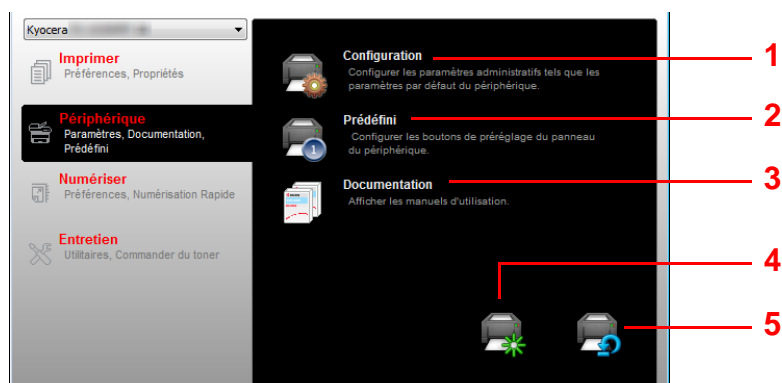 Kyocera
Imprimer
Préférences, Propriétés
Périphérique
Paramètres, Documentation,
Prédéfini
Numériser
Préférences, Numérisation Rapide
Entretien
Utilitaires, Commander du toner
Configuration
Configurer les paramètres administratifs tels que les
paramètres par défaut du périphérique.
Prédéfini
1
Configurer les boutons de préréglage du panneau
du périphérique.
Documentation
Afficher les manuels d'utilisation.
1
2
3
4
5